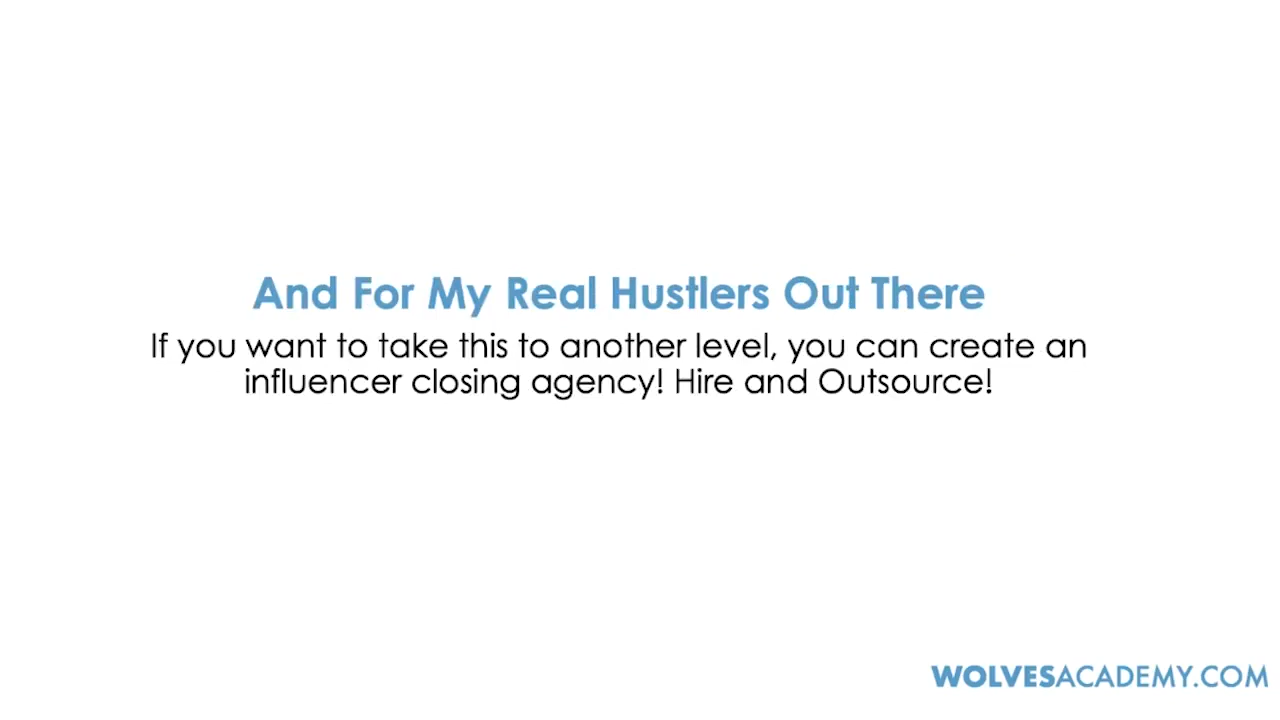 And For My Real Hustlers Out There
If you want to take this to another level, you can create an
influencer closing agency! Hire and Outsource!
WOLVESACADEMY.COM